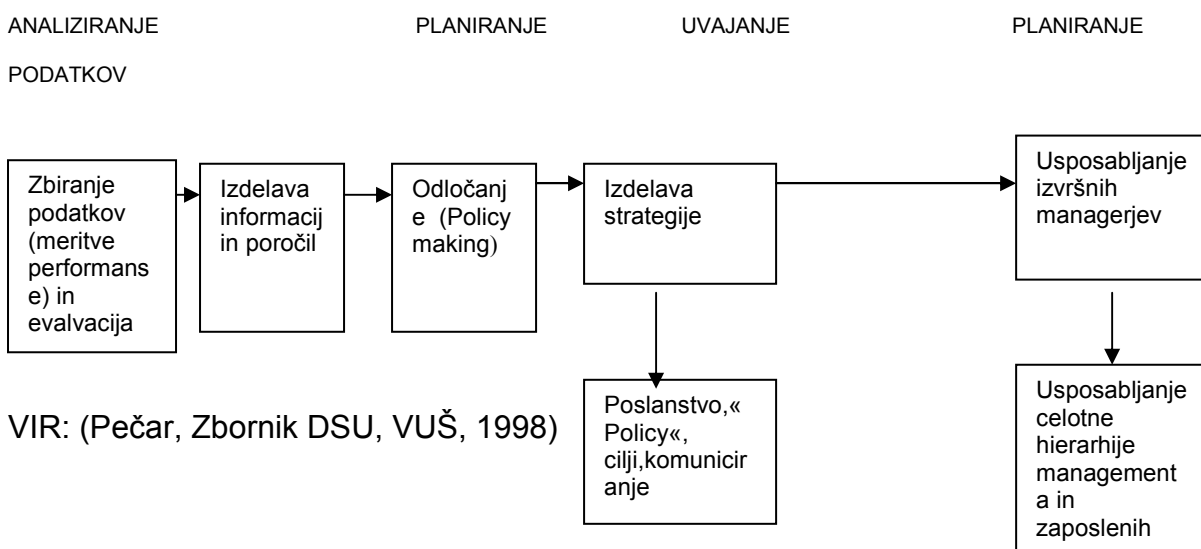 ANALIZIRANJE PLANIRANJE UVAJANJE PLANIRANJE
PODATKOV
Zbiranje
podatkov
(meritve
performans
e) in
evalvacija
Izdelava
informacij
in poročil
Odločanj
e (Policy
making)
Izdelava
strategije
Usposabljanje
izvršnih
managerjev
Poslanstvo,«
Policy«,
cilji,komunicir
anje
Usposabljanje
celotne
hierarhije
management
a in
zaposlenih
VIR: (Pečar, Zbornik DSU, VUŠ, 1998)